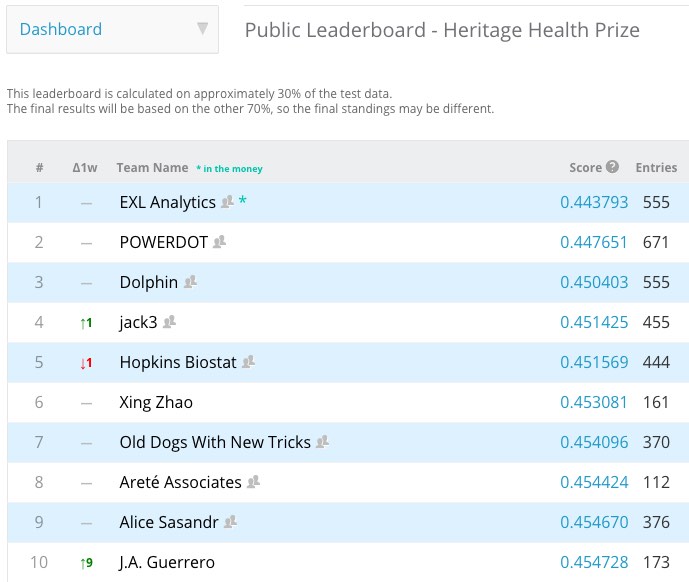 Dashboard
Public Leaderboard - Heritage Health Prize
This leaderboard is calculated on approximately 30% of the test data.
The final results will be based on the other 70%, so the final standings may be different.
# Δ1w Team Name * in the money Score ? Entries
1 — EXL Analytics * 0.443793 555
2 — POWERDOT 0.447651 671
3 — Dolphin 0.450403 555
4 ↑1 jack3 0.451425 455
5 ↓1 Hopkins Biostat 0.451569 444
6 — Xing Zhao 0.453081 161
7 — Old Dogs With New Tricks 0.454096 370
8 — Areté Associates 0.454424 112
9 — Alice Sasandr 0.454670 376
10 ↑9 J.A. Guerrero 0.454728 173